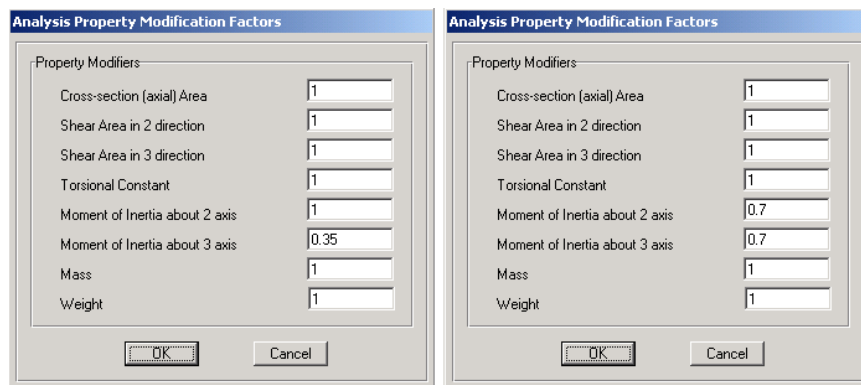 Analysis Property Modification Factors
Property Modifiers
Cross-section (axial) Area 1
Shear Area in 2 direction 1
Shear Area in 3 direction 1
Torsional Constant 1
Moment of Inertia about 2 axis 1
Moment of Inertia about 3 axis 0.35
Mass 1
Weight 1
OK Cancel
Analysis Property Modification Factors
Property Modifiers
Cross-section (axial) Area 1
Shear Area in 2 direction 1
Shear Area in 3 direction 1
Torsional Constant 1
Moment of Inertia about 2 axis 0.7
Moment of Inertia about 3 axis 0.7
Mass 1
Weight 1
OK Cancel